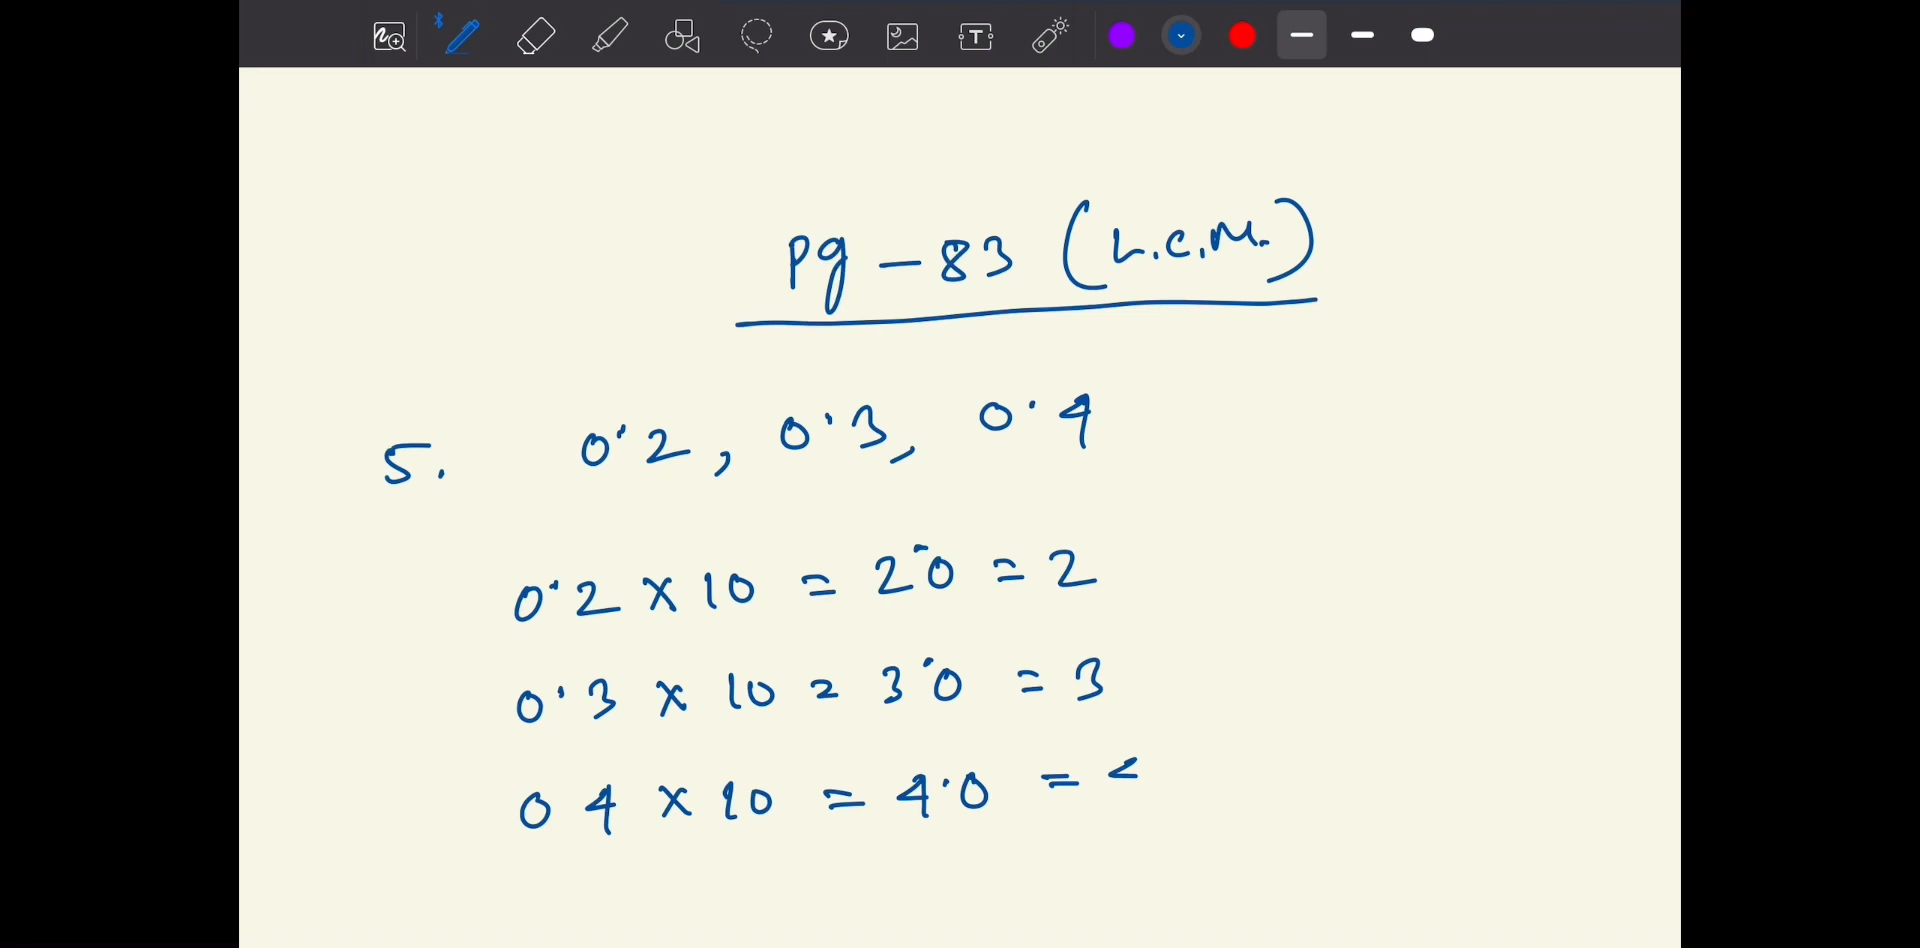 Pg - 83 (L.C.M.)
5. 0·2, 0·3, 0·4
0·2 × 10 = 2·0 = 2
0·3 × 10 = 3·0 = 3
0 4 × 10 = 4·0 =